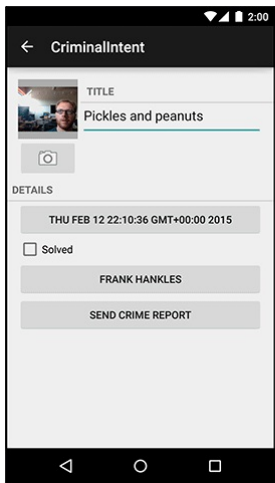 2:00
CriminalIntent
TITLE
Pickles and peanuts
DETAILS
THU FEB 12 22:10:36 GMT+00:00 2015
Solved
FRANK HANKLES
SEND CRIME REPORT